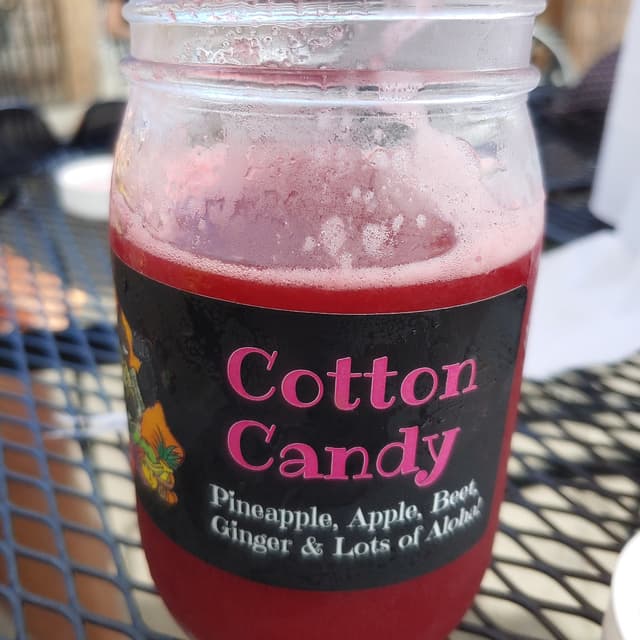 Cotton
Candy
Pineapple, Apple, Beet,
Ginger & Lots of Aloha!